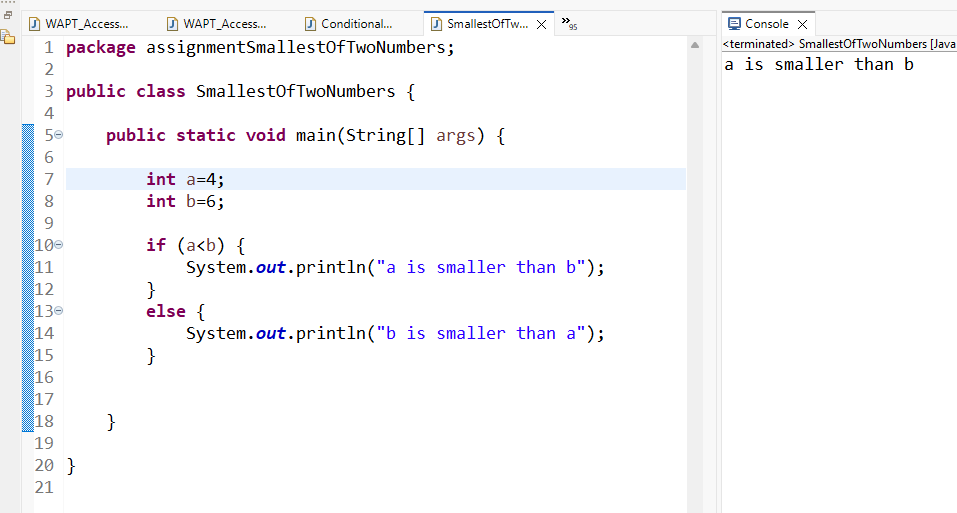 WAPT_Access... WAPT_Access... Conditional... SmallestOfTw... 95
1 package assignmentSmallestOfTwoNumbers;
2
3 public class SmallestOfTwoNumbers {
4
5 public static void main(String[] args) {
6
7 int a=4;
8 int b=6;
9
10 if (a<b) {
11 System.out.println("a is smaller than b");
12 }
13 else {
14 System.out.println("b is smaller than a");
15 }
16
17
18 }
19
20 }
21
Console
<terminated> SmallestOfTwoNumbers [Java
a is smaller than b